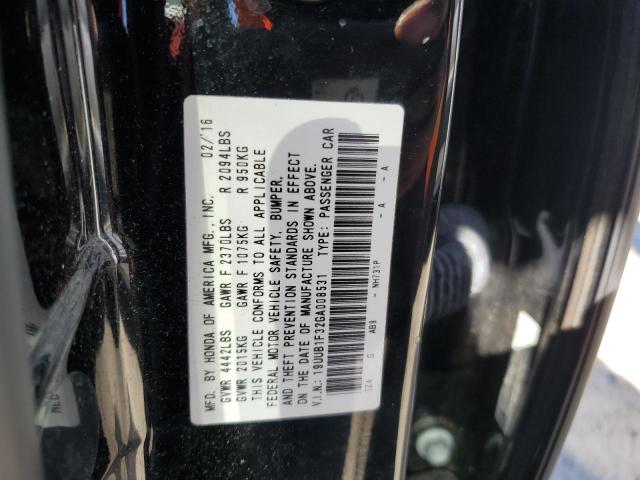 MFD. BY HONDA OF AMERICA MFG., INC. 02/16
GVWR 4442LBS GAWR F 2370LBS R 2094LBS
GVWR 2015KG GAWR F 1075KG R 950KG
THIS VEHICLE CONFORMS TO ALL APPLICABLE
FEDERAL MOTOR VEHICLE SAFETY, BUMPER,
AND THEFT PREVENTION STANDARDS IN EFFECT
ON THE DATE OF MANUFACTURE SHOWN ABOVE.
V.I.N.: 19UUB1F32GA008531 TYPE: PASSENGER CAR
TZ4 G AB9 - NH731P - A - A